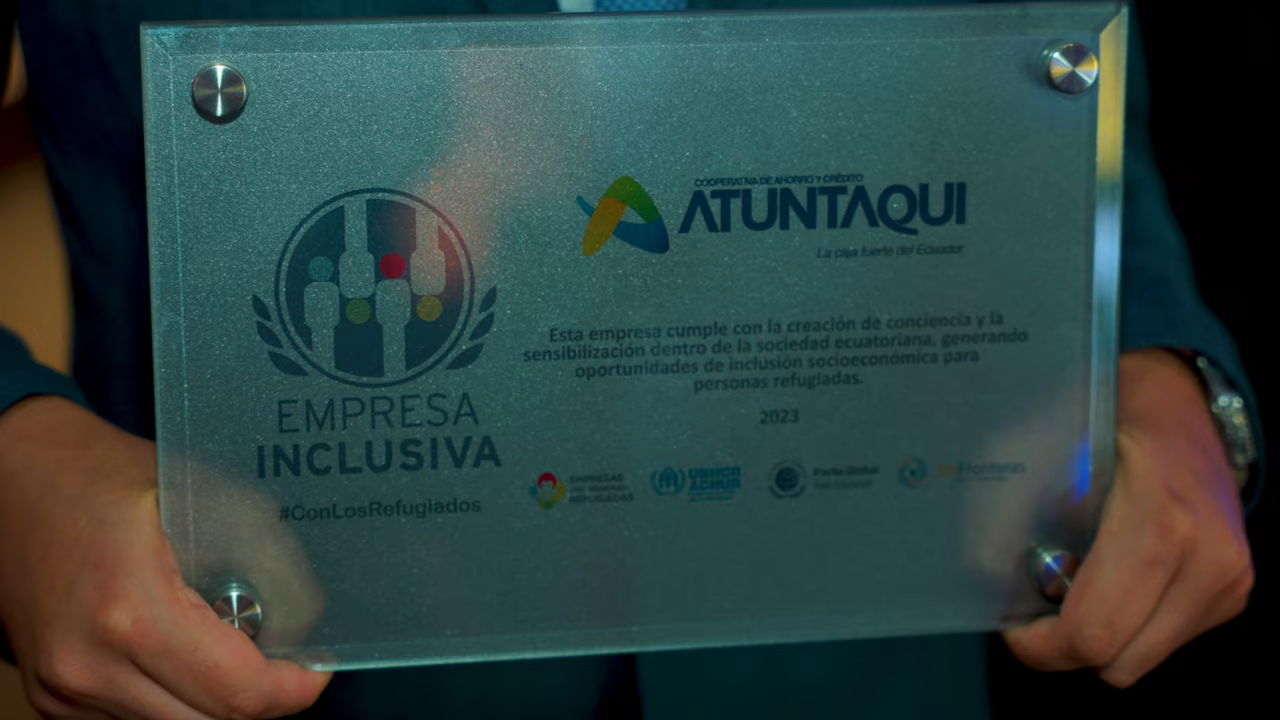 COOPERATIVA DE AHORRO Y CRÉDITO
ATUNTAQUI
La caja fuerte del Ecuador
EMPRESA
INCLUSIVA
#ConLosRefugiados
Esta empresa cumple con la creación de conciencia y la
sensibilización dentro de la sociedad ecuatoriana, generando
oportunidades de inclusión socioeconómica para
personas refugiadas.
2023
EMPRESAS
REFUGIADAS
UNHCR
ACNUR
Pacto Global
Fronteras